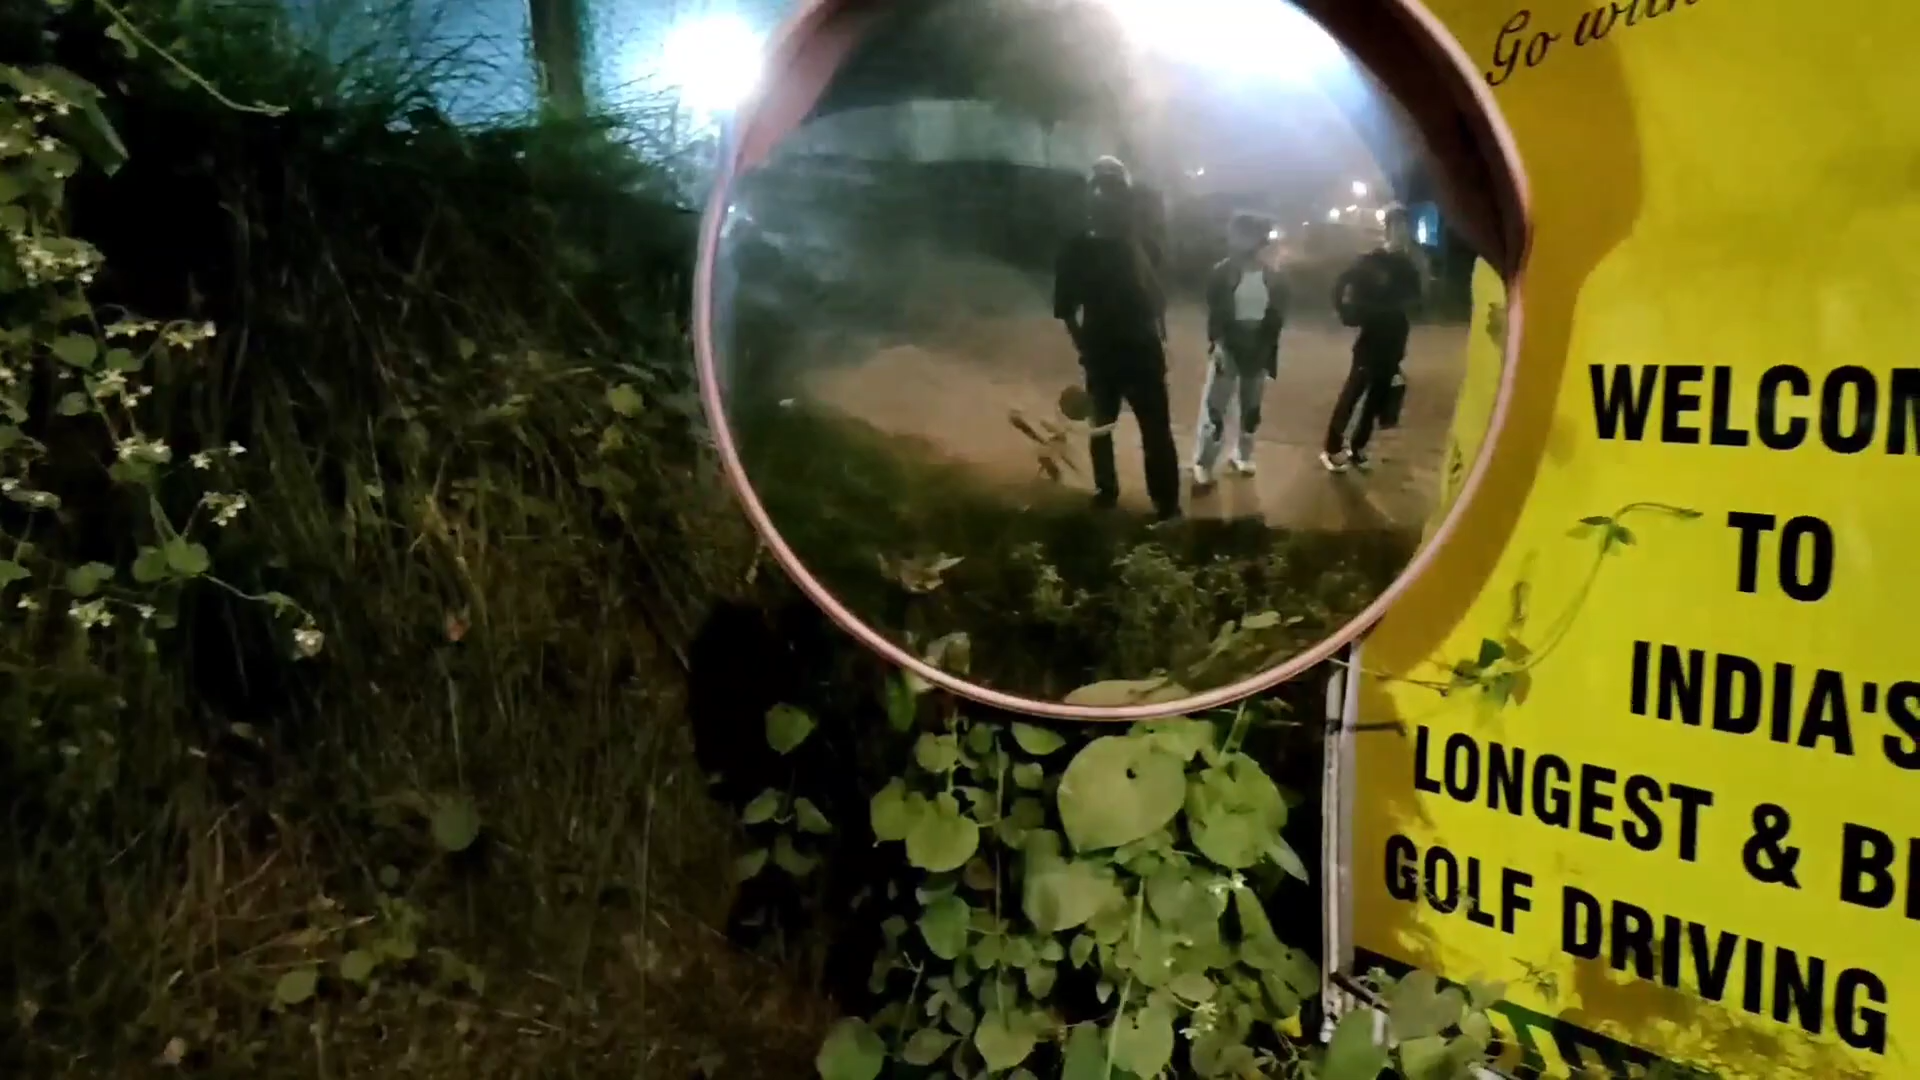 Go with
WELCOM
TO
INDIA'S
LONGEST & B
GOLF DRIVING